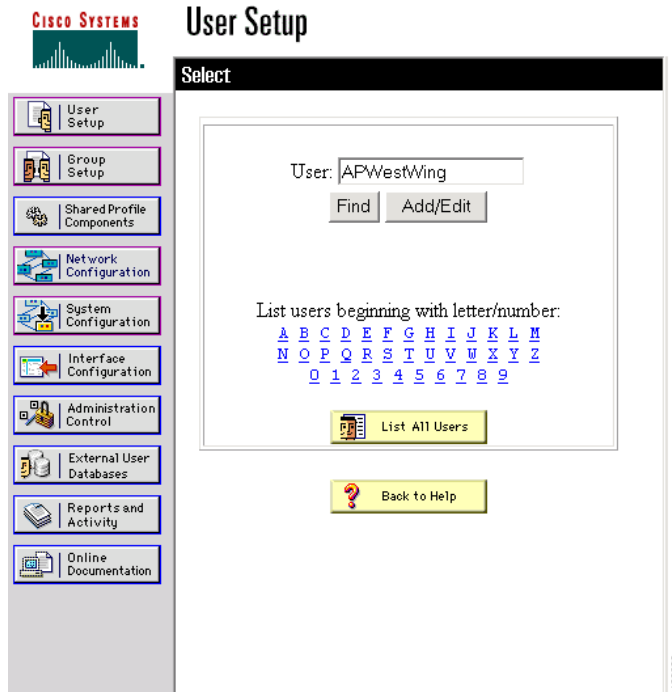 CISCO SYSTEMS
User Setup
Select
User
Setup
Group
Setup
Shared Profile
Components
Network
Configuration
System
Configuration
Interface
Configuration
Administration
Control
External User
Databases
Reports and
Activity
Online
Documentation
User: APWestWing
Find Add/Edit
List users beginning with letter/number:
A B C D E F G H I J K L M
N O P Q R S T U V W X Y Z
0 1 2 3 4 5 6 7 8 9
List All Users
Back to Help